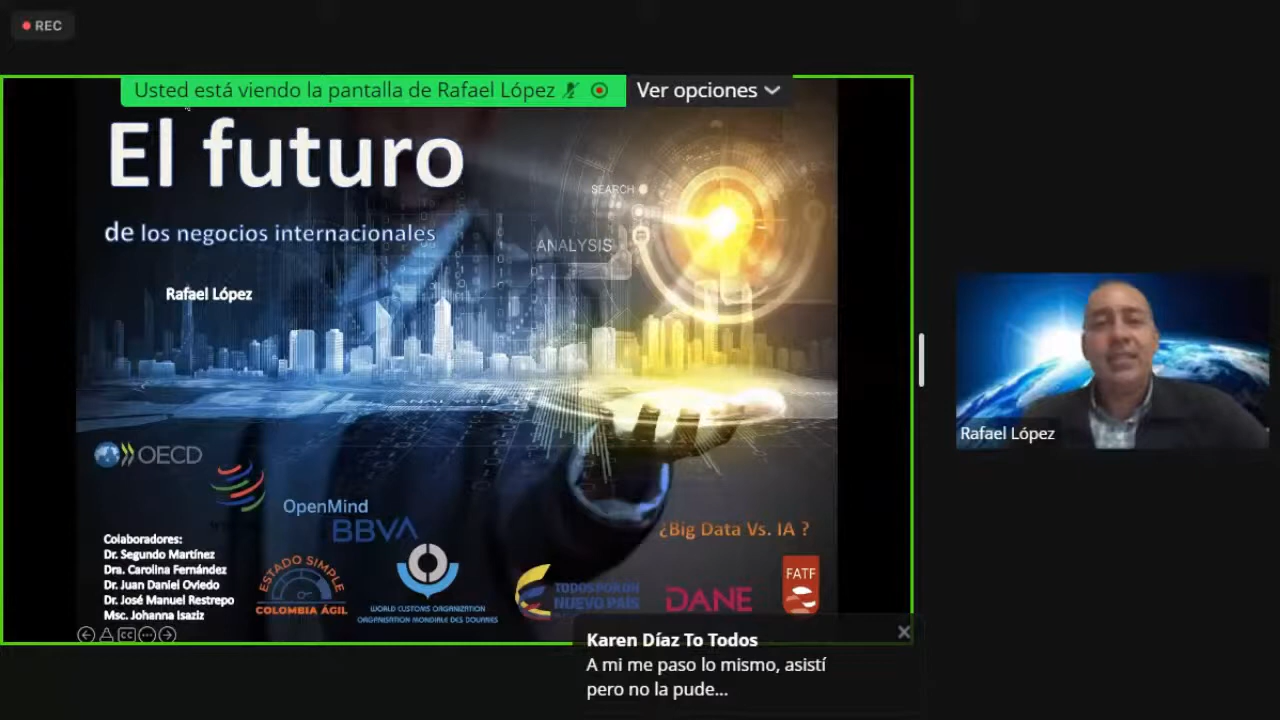 REC
Usted está viendo la pantalla de Rafael López
Ver opciones
El futuro
de los negocios internacionales
Rafael López
SEARCH
ANALYSIS
OECD
OpenMind
BBVA
¿Big Data Vs. IA ?
Colaboradores:
Dr. Segundo Martínez
Dra. Carolina Fernández
Dr. Juan Daniel Oviedo
Dr. José Manuel Restrepo
Msc. Johanna Isaziz
ESTADO SIMPLE
COLOMBIA ÁGIL
WORLD CUSTOMS ORGANIZATION
ORGANISATION MONDIALE DES DOUANES
TODOS POR UN
NUEVO PAÍS
DANE
FATF
Rafael López
Karen Díaz To Todos
A mi me paso lo mismo, asistí
pero no la pude...